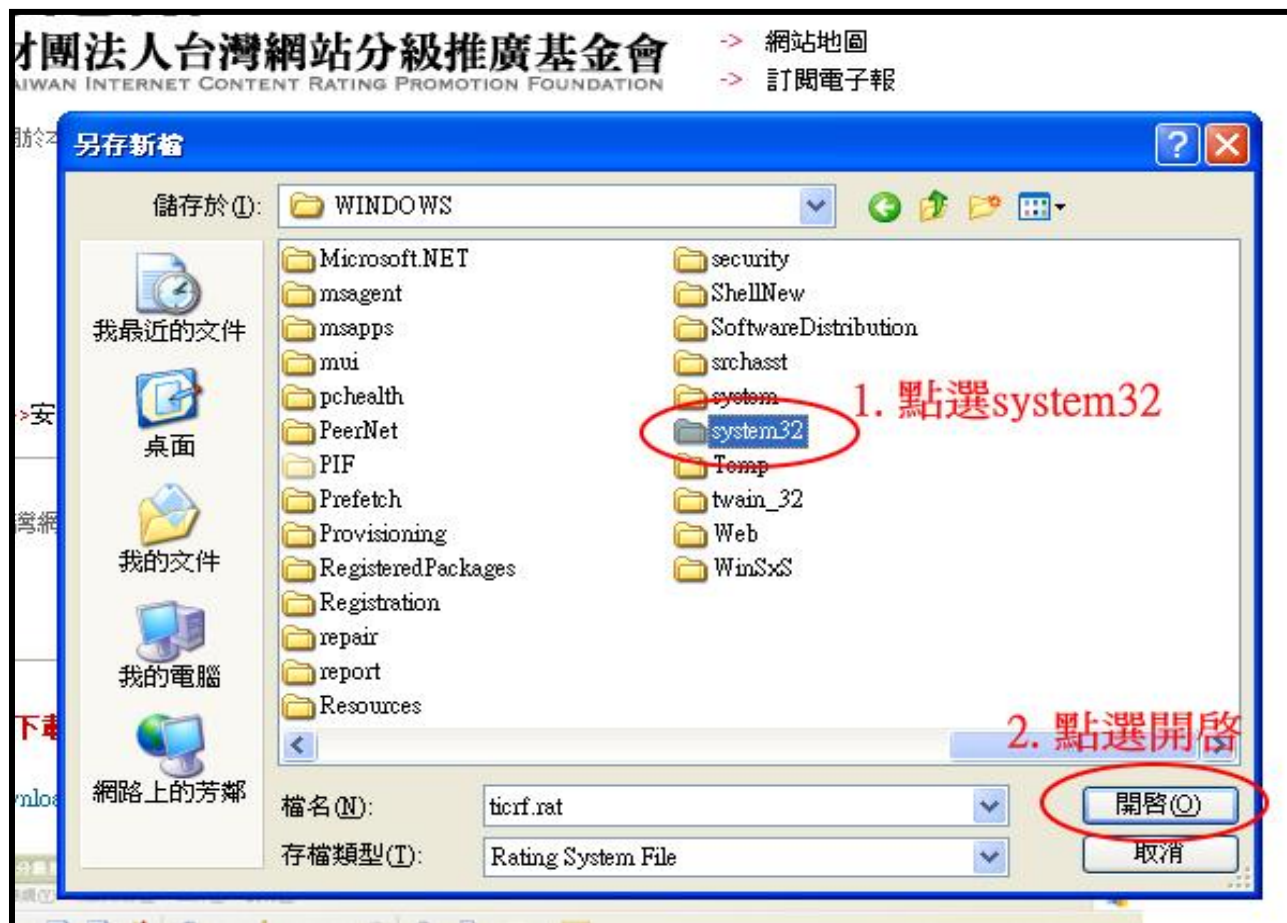 財團法人台灣網站分級推廣基金會
TAIWAN INTERNET CONTENT RATING PROMOTION FOUNDATION
-> 網站地圖
-> 訂閱電子報
另存新檔
儲存於(I):
WINDOWS
我最近的文件
桌面
我的文件
我的電腦
網路上的芳鄰
Microsoft.NET
msagent
msapps
mui
pchealth
PeerNet
PIF
Prefetch
Provisioning
RegisteredPackages
Registration
repair
report
Resources
security
ShellNew
SoftwareDistribution
srchasst
system
system32
Temp
twain_32
Web
WinSxS
1. 點選system32
2. 點選開啓
檔名(N):
ticrf.rat
開啓(O)
存檔類型(T):
Rating System File
取消
>安
下載